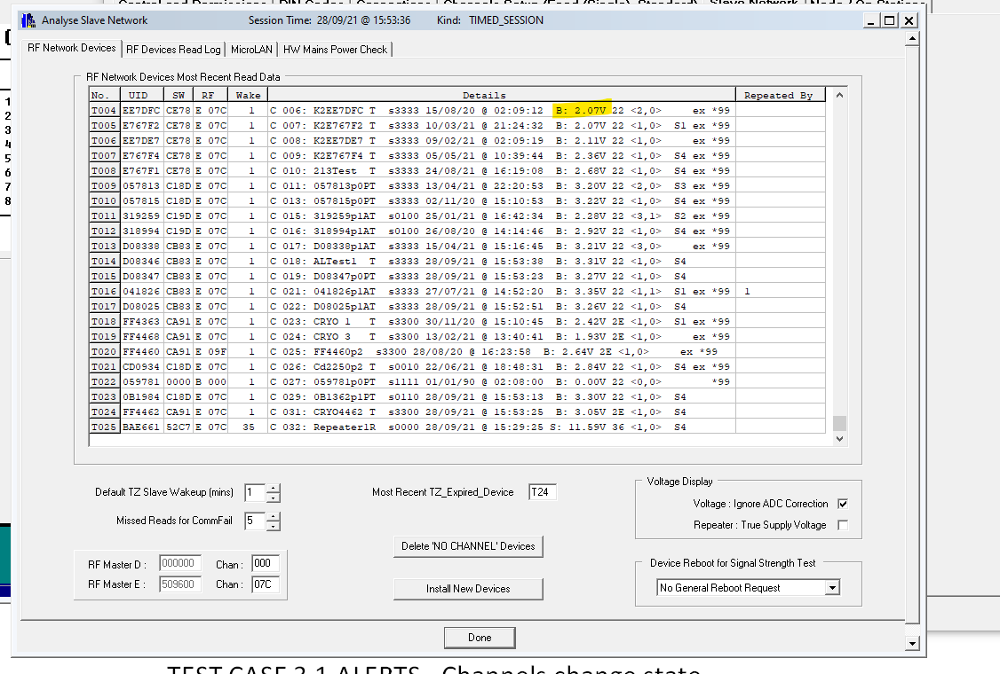 Analyse Slave Network Session Time: 28/09/21 @ 15:53:36 Kind: TIMED_SESSION
RF Network Devices RF Devices Read Log MicroLAN HW Mains Power Check
RF Network Devices Most Recent Read Data
No. UID SW RF Wake Details Repeated By
T004 EE7DFC CE78 E 07C 1 C 006: K2EE7DFC T s3333 15/08/20 @ 02:09:12 B: 2.07V 22 <2,0> ex *99
T005 E767F2 CE78 E 07C 1 C 007: K2E767F2 T s3333 10/03/21 @ 21:24:32 B: 2.07V 22 <1,0> S1 ex *99
T006 EE7DE7 CE78 E 07C 1 C 008: K2EE7DE7 T s3333 09/02/21 @ 02:09:19 B: 2.11V 22 <1,0> ex *99
T007 E767F4 CE78 E 07C 1 C 009: K2E767F4 T s3333 05/05/21 @ 10:39:44 B: 2.36V 22 <1,0> S4 ex *99
T008 E767F1 CE78 E 07C 1 C 010: 213Test T s3333 24/08/21 @ 16:19:08 B: 2.68V 22 <1,0> S4 ex *99
T009 057813 C18D E 07C 1 C 011: 057813p0PT s3333 13/04/21 @ 22:20:53 B: 3.20V 22 <2,0> S3 ex *99
T010 057815 C18D E 07C 1 C 013: 057815p0PT s3333 02/11/20 @ 15:10:53 B: 3.22V 22 <1,0> S4 ex *99
T011 319259 C19D E 07C 1 C 015: 319259p1AT s0100 25/01/21 @ 16:42:34 B: 2.28V 22 <3,1> S2 ex *99
T012 318994 C19D E 07C 1 C 016: 318994p1AT s0100 26/08/20 @ 14:14:46 B: 2.92V 22 <1,0> S4 ex *99
T013 D08338 CB83 E 07C 1 C 017: D08338p1AT s3333 15/04/21 @ 15:16:45 B: 3.21V 22 <3,0> ex *99
T014 D08346 CB83 E 07C 1 C 018: ALTest1 T s3333 28/09/21 @ 15:53:38 B: 3.31V 22 <1,0> S4
T015 D08347 CB83 E 07C 1 C 019: D08347p0PT s3333 28/09/21 @ 15:53:23 B: 3.27V 22 <1,0> S4
T016 041826 CB83 E 07C 1 C 021: 041826p1AT s3333 27/07/21 @ 14:52:20 B: 3.35V 22 <1,1> S1 ex *99 1
T017 D08025 CB83 E 07C 1 C 022: D08025p1AT s3333 28/09/21 @ 15:52:51 B: 3.26V 22 <1,0> S4
T018 FF4363 CA91 E 07C 1 C 023: CRYO 1 T s3300 30/11/20 @ 15:10:45 B: 2.42V 2E <1,0> S1 ex *99
T019 FF4468 CA91 E 07C 1 C 024: CRYO 3 T s3300 13/02/21 @ 13:40:41 B: 1.93V 2E <1,0> ex *99
T020 FF4460 CA91 E 09F 1 C 025: FF4460p2 s3300 28/08/20 @ 16:23:58 B: 2.64V 2E <1,0> ex *99
T021 CD0934 C18D E 07C 1 C 026: Cd2250p2 T s0010 22/06/21 @ 18:48:31 B: 2.84V 22 <1,0> S4 ex *99
T022 059781 0000 B 000 1 C 027: 059781p0PT s1111 01/01/90 @ 02:08:00 B: 0.00V 22 <0,0> *99
T023 0B1984 C18D E 07C 1 C 029: 0B1362p1PT s0110 28/09/21 @ 15:53:13 B: 3.30V 22 <1,0> S4
T024 FF4462 CA91 E 07C 1 C 031: CRYO4462 T s3300 28/09/21 @ 15:53:25 B: 3.05V 2E <1,0> S4
T025 BAE661 52C7 E 07C 35 C 032: Repeater1R s0000 28/09/21 @ 15:29:25 S: 11.59V 36 <1,0> S4
1
2
3
4
5
6
7
8
Default TZ Slave Wakeup (mins) 1 Most Recent TZ_Expired_Device T24
Missed Reads for CommFail 5
Voltage Display
Voltage : Ignore ADC Correction
Repeater : True Supply Voltage
Delete 'NO CHANNEL' Devices
RF Master D : 000000 Chan : 000
RF Master E : 509600 Chan : 07C
Install New Devices
Device Reboot for Signal Strength Test
No General Reboot Request
Done
TEST CASE 3.1 ALERTS - Channels change state